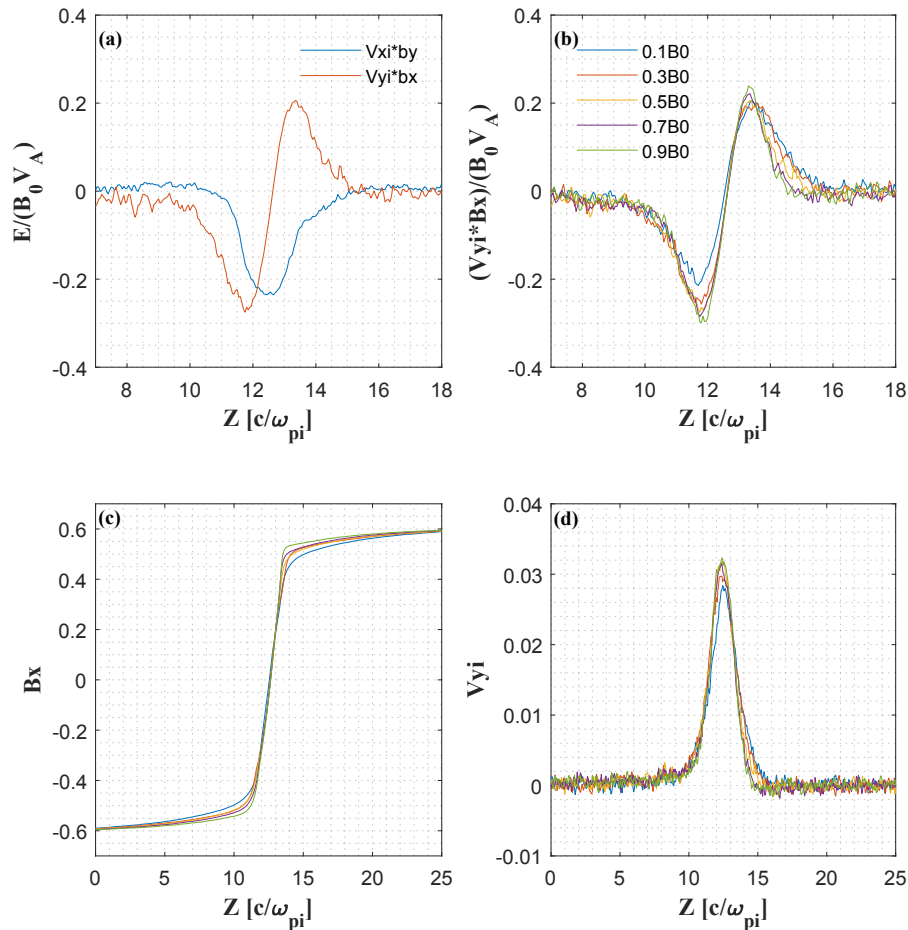 (a)
Vxi*by
Vyi*bx
E/(B0VA)
0.4
0.2
0
-0.2
-0.4
8 10 12 14 16 18
Z [c/ωpi]
(b)
0.1B0
0.3B0
0.5B0
0.7B0
0.9B0
(Vyi*Bx)/(B0VA)
0.4
0.2
0
-0.2
-0.4
8 10 12 14 16 18
Z [c/ωpi]
(c)
Bx
0.6
0.4
0.2
0
-0.2
-0.4
-0.6
0 5 10 15 20 25
Z [c/ωpi]
(d)
Vyi
0.04
0.03
0.02
0.01
0
-0.01
0 5 10 15 20 25
Z [c/ωpi]